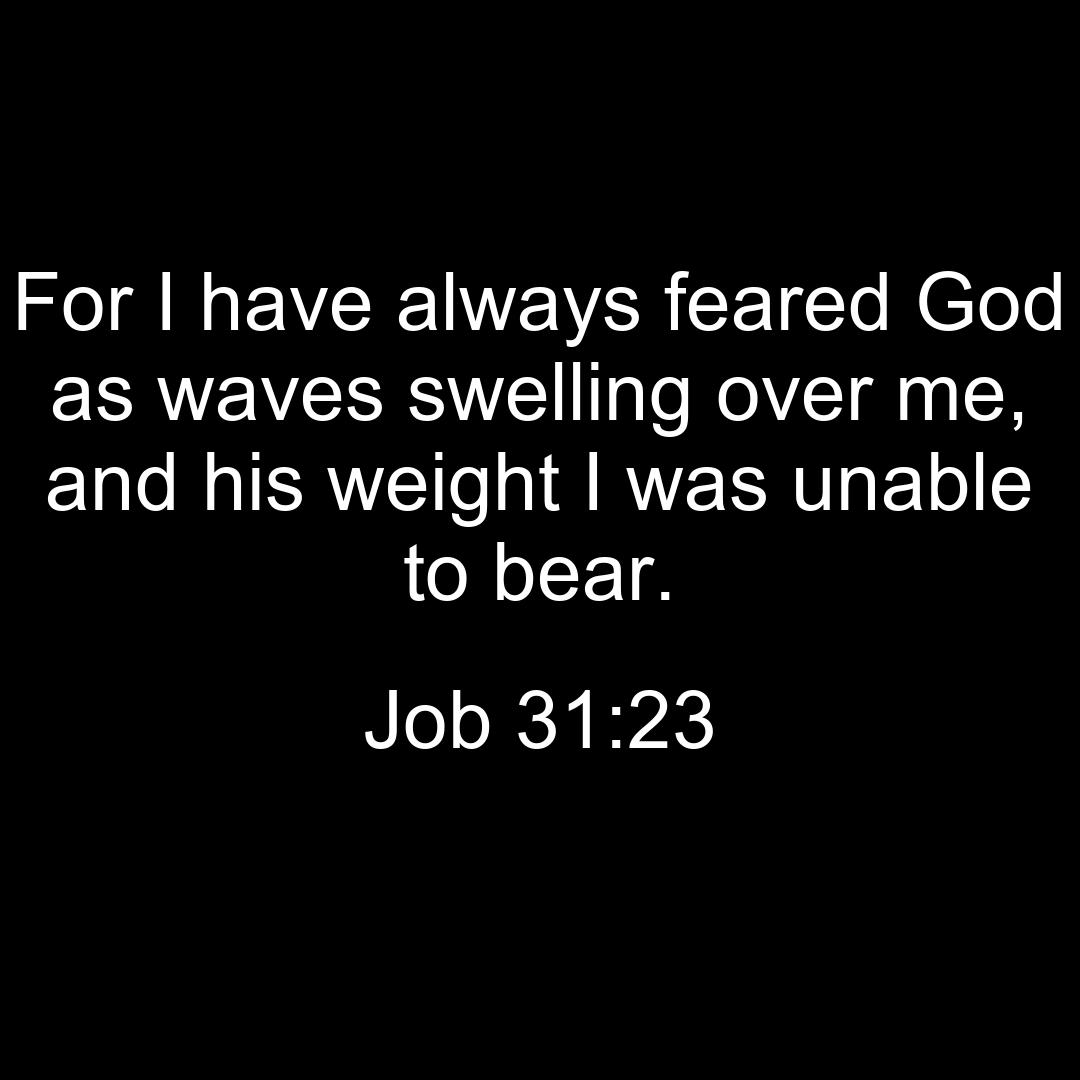 For I have always feared God
as waves swelling over me,
and his weight I was unable
to bear.
Job 31:23